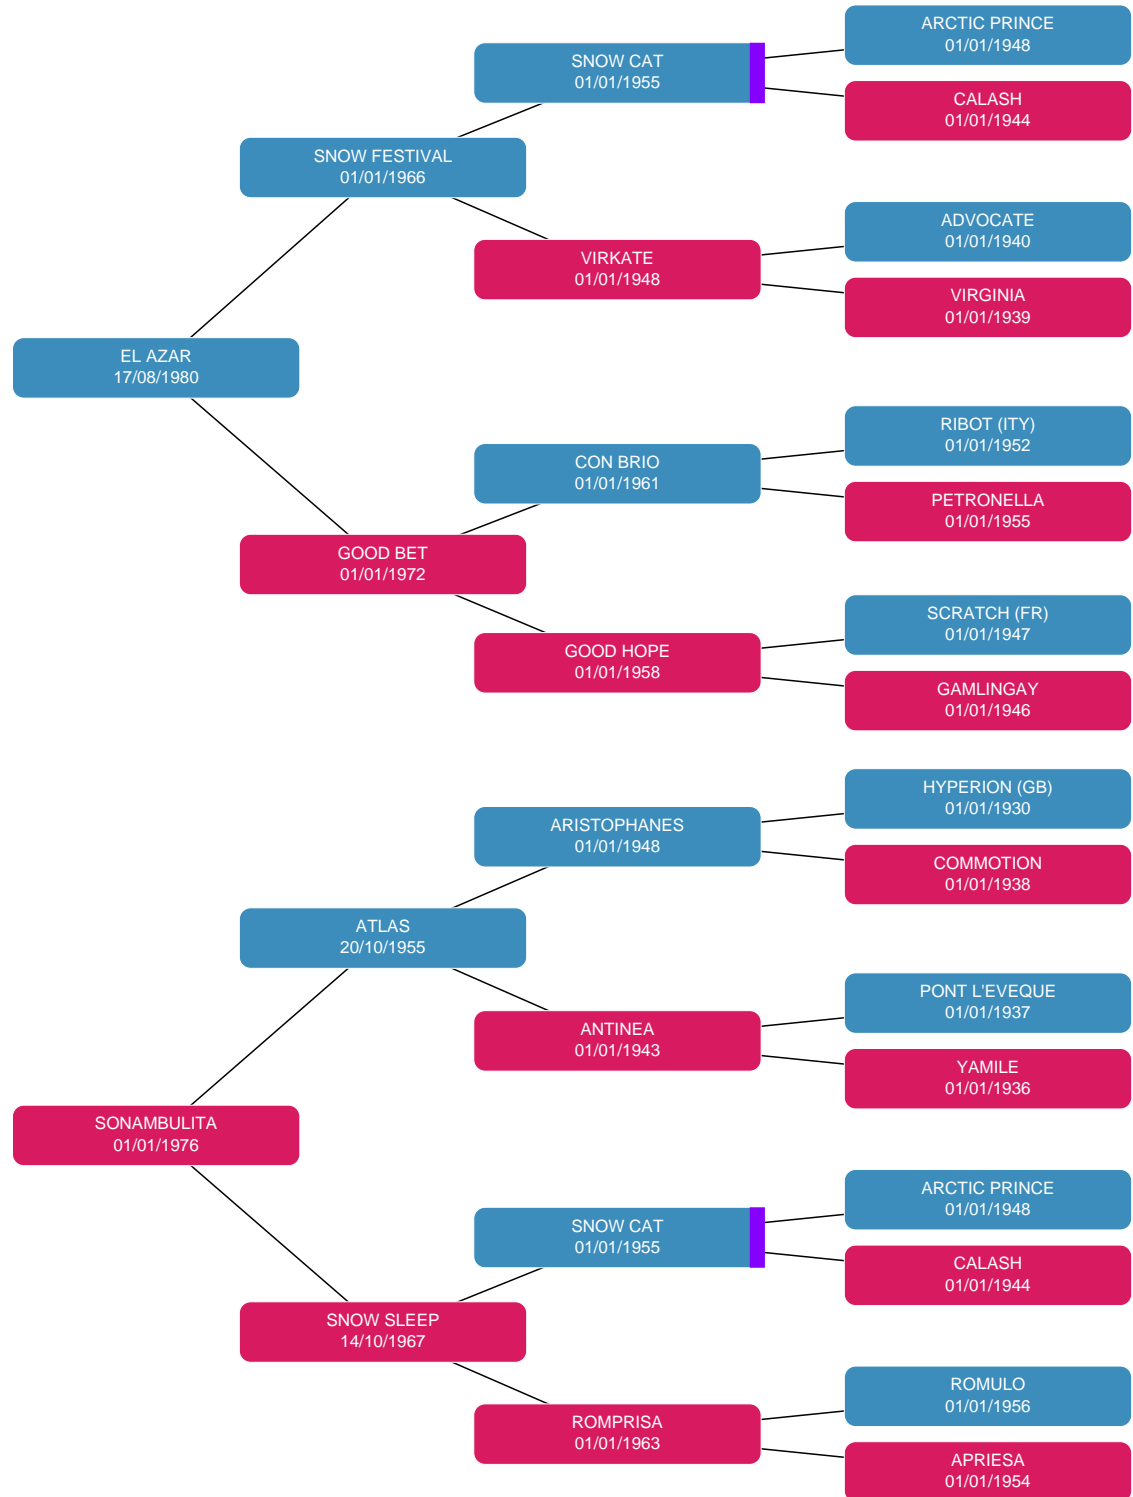 ARCTIC PRINCE
01/01/1948
SNOW CAT
01/01/1955
CALASH
01/01/1944
SNOW FESTIVAL
01/01/1966
ADVOCATE
01/01/1940
VIRKATE
01/01/1948
VIRGINIA
01/01/1939
EL AZAR
17/08/1980
RIBOT (ITY)
01/01/1952
CON BRIO
01/01/1961
PETRONELLA
01/01/1955
GOOD BET
01/01/1972
SCRATCH (FR)
01/01/1947
GOOD HOPE
01/01/1958
GAMLINGAY
01/01/1946
HYPERION (GB)
01/01/1930
ARISTOPHANES
01/01/1948
COMMOTION
01/01/1938
ATLAS
20/10/1955
PONT L'EVEQUE
01/01/1937
ANTINEA
01/01/1943
YAMILE
01/01/1936
SONAMBULITA
01/01/1976
ARCTIC PRINCE
01/01/1948
SNOW CAT
01/01/1955
CALASH
01/01/1944
SNOW SLEEP
14/10/1967
ROMULO
01/01/1956
ROMPRISA
01/01/1963
APRIESA
01/01/1954